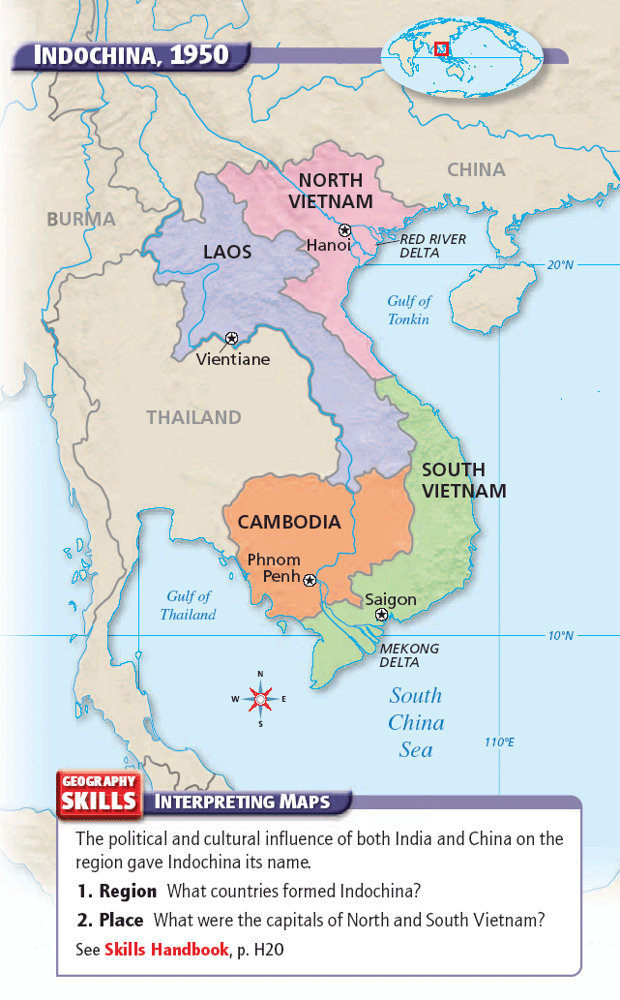 INDOCHINA, 1950
CHINA
NORTH
VIETNAM
BURMA
Hanoi
RED RIVER
DELTA
LAOS
20°N
Gulf of
Tonkin
Vientiane
THAILAND
SOUTH
VIETNAM
CAMBODIA
Phnom
Penh
Gulf of
Thailand
Saigon
10°N
MEKONG
DELTA
N
W
E
S
South
China
Sea
110°E
GEOGRAPHY
SKILLS
INTERPRETING MAPS
The political and cultural influence of both India and China on the
region gave Indochina its name.
1. Region What countries formed Indochina?
2. Place What were the capitals of North and South Vietnam?
See Skills Handbook, p. H20